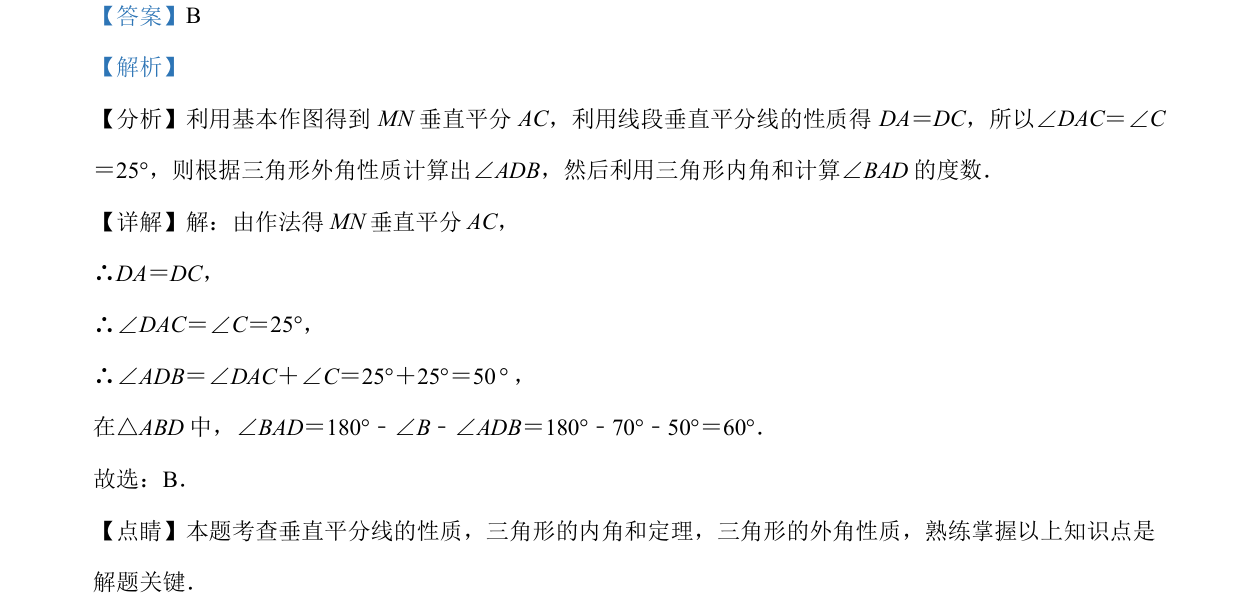 【答案】B
【解析】
【分析】利用基本作图得到 MN 垂直平分 AC，利用线段垂直平分线的性质得 DA＝DC，所以∠DAC＝∠C
＝25°，则根据三角形外角性质计算出∠ADB，然后利用三角形内角和计算∠BAD 的度数．
【详解】解：由作法得 MN 垂直平分 AC，
∴DA＝DC，
∴∠DAC＝∠C＝25°，
∴∠ADB＝∠DAC＋∠C＝25°＋25°＝50°，
在△ABD 中，∠BAD＝180°﹣∠B﹣∠ADB＝180°﹣70°﹣50°＝60°．
故选：B．
【点睛】本题考查垂直平分线的性质，三角形的内角和定理，三角形的外角性质，熟练掌握以上知识点是
解题关键．